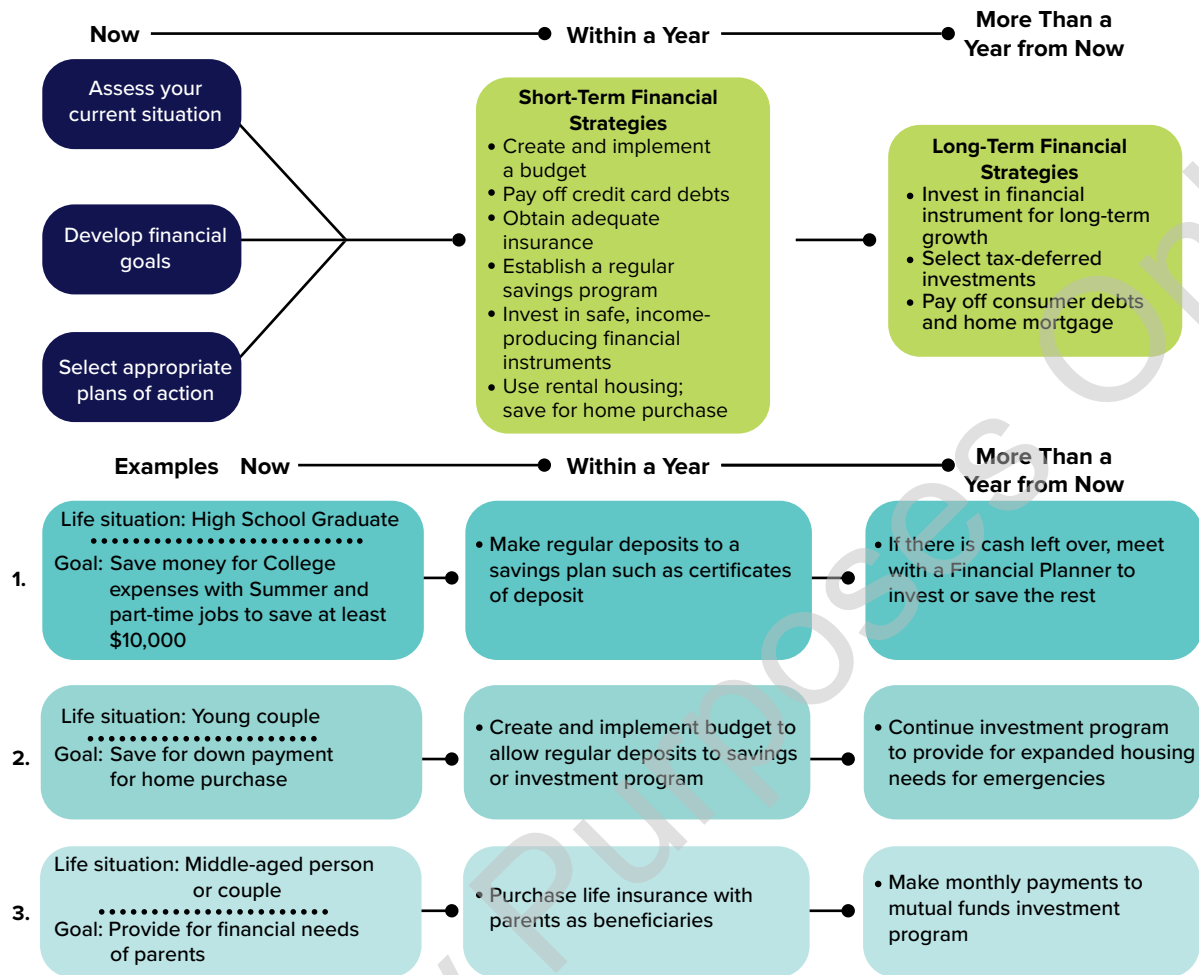 Now
Within a Year
More Than a
Year from Now
Assess your
current situation
Develop financial
goals
Select appropriate
plans of action
Short-Term Financial
Strategies
• Create and implement
a budget
• Pay off credit card debts
• Obtain adequate
insurance
• Establish a regular
savings program
• Invest in safe, income-
producing financial
instruments
• Use rental housing;
save for home purchase
Long-Term Financial
Strategies
• Invest in financial
instrument for long-term
growth
• Select tax-deferred
investments
• Pay off consumer debts
and home mortgage
Examples Now
Within a Year
More Than a
Year from Now
1.
Life situation: High School Graduate
Goal: Save money for College
expenses with Summer and
part-time jobs to save at least
$10,000
• Make regular deposits to a
savings plan such as certificates
of deposit
• If there is cash left over, meet
with a Financial Planner to
invest or save the rest
2.
Life situation: Young couple
Goal: Save for down payment
for home purchase
• Create and implement budget to
allow regular deposits to savings
or investment program
• Continue investment program
to provide for expanded housing
needs for emergencies
3.
Life situation: Middle-aged person
or couple
Goal: Provide for financial needs
of parents
• Purchase life insurance with
parents as beneficiaries
• Make monthly payments to
mutual funds investment
program
Purposes